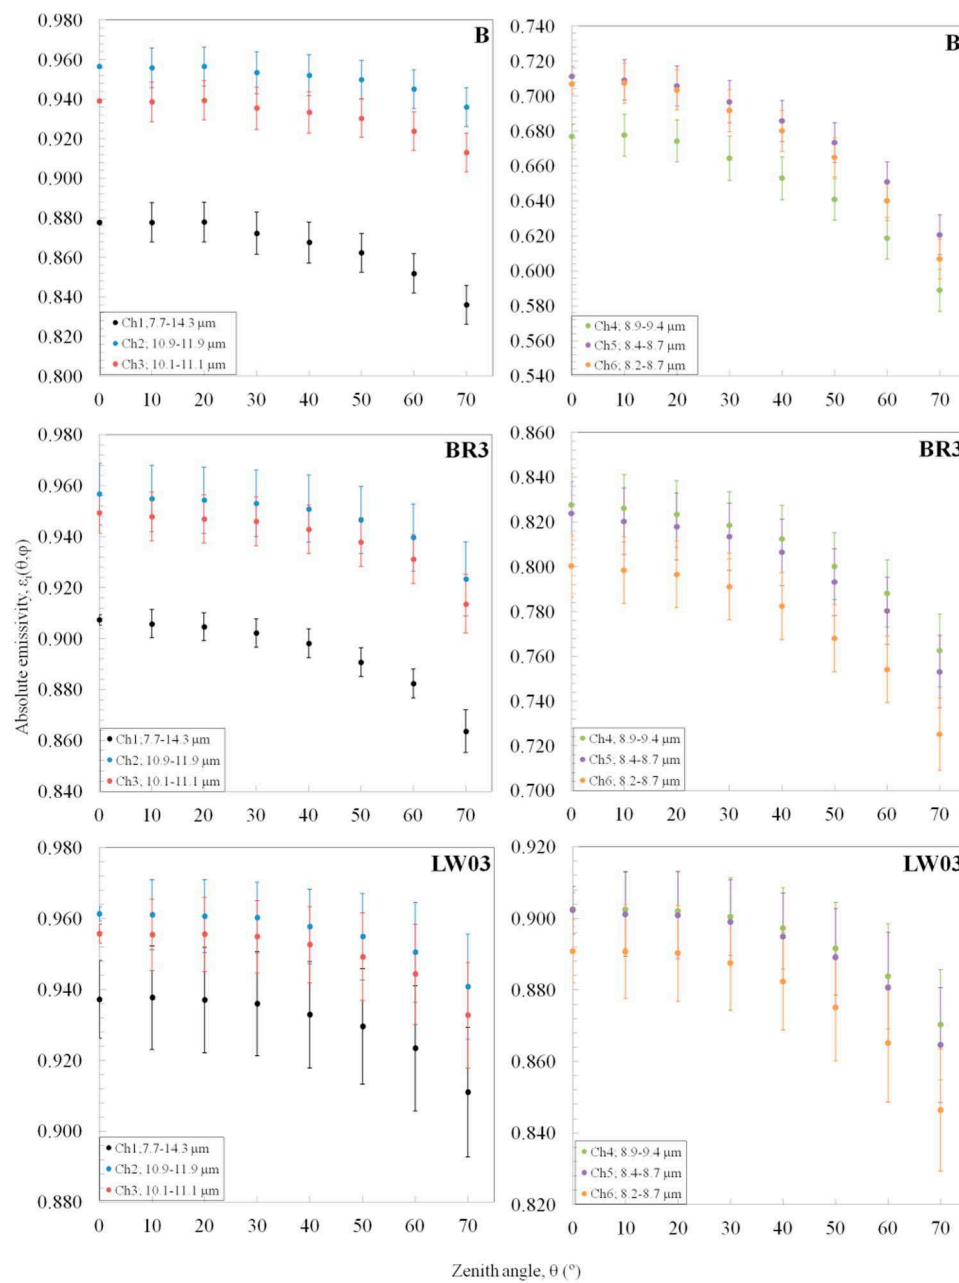 B
0.980
0.960
0.940
0.920
0.900
0.880
0.860
0.840
0.820
0.800
Ch1; 7.7-14.3 μm
Ch2; 10.9-11.9 μm
Ch3; 10.1-11.1 μm
0 10 20 30 40 50 60 70
B
0.740
0.720
0.700
0.680
0.660
0.640
0.620
0.600
0.580
0.560
0.540
Ch4; 8.9-9.4 μm
Ch5; 8.4-8.7 μm
Ch6; 8.2-8.7 μm
0 10 20 30 40 50 60 70
Absolute emissivity, εi(θ,φ)
BR3
0.980
0.960
0.940
0.920
0.900
0.880
0.860
0.840
Ch1; 7.7-14.3 μm
Ch2; 10.9-11.9 μm
Ch3; 10.1-11.1 μm
0 10 20 30 40 50 60 70
BR3
0.860
0.840
0.820
0.800
0.780
0.760
0.740
0.720
0.700
Ch4; 8.9-9.4 μm
Ch5; 8.4-8.7 μm
Ch6; 8.2-8.7 μm
0 10 20 30 40 50 60 70
LW03
0.980
0.960
0.940
0.920
0.900
0.880
Ch1; 7.7-14.3 μm
Ch2; 10.9-11.9 μm
Ch3; 10.1-11.1 μm
0 10 20 30 40 50 60 70
LW03
0.920
0.900
0.880
0.860
0.840
0.820
Ch4; 8.9-9.4 μm
Ch5; 8.4-8.7 μm
Ch6; 8.2-8.7 μm
0 10 20 30 40 50 60 70
Zenith angle, θ (°)